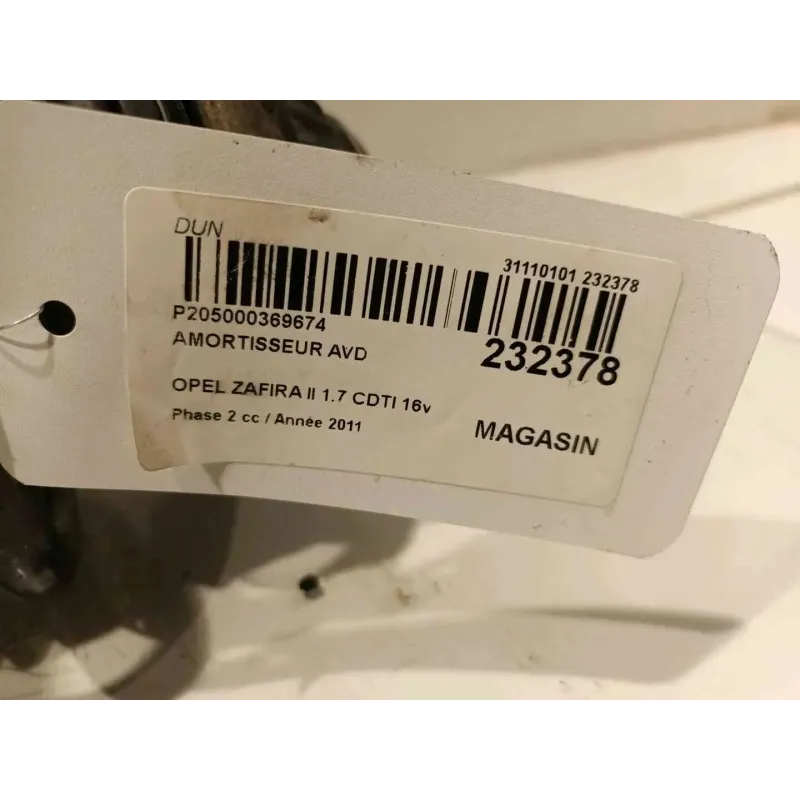 DUN
31110101 232378
P205000369674
232378
AMORTISSEUR AVD
OPEL ZAFIRA II 1.7 CDTI 16v
Phase 2 cc / Année 2011
MAGASIN